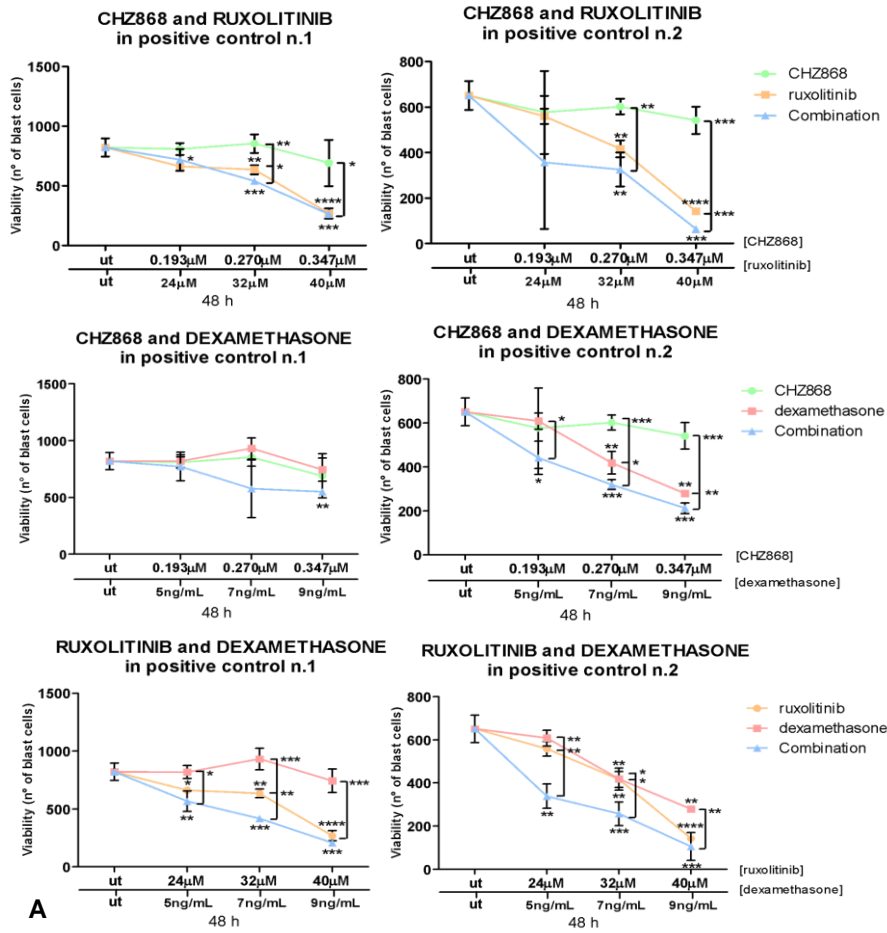 CHZ868 and RUXOLITINIB
in positive control n.1
Viability (n° of blast cells)
1500
1000
500
0
* ** ** * *** * **** ***
ut 0.193μM 0.270μM 0.347μM
ut 24μM 32μM 40μM
48 h
CHZ868 and RUXOLITINIB
in positive control n.2
Viability (n° of blast cells)
800
600
400
200
0
** ** ** *** **** *** ***
ut 0.193μM 0.270μM 0.347μM
ut 24μM 32μM 40μM
48 h
CHZ868
ruxolitinib
Combination
[CHZ868]
[ruxolitinib]
CHZ868 and DEXAMETHASONE
in positive control n.1
Viability (n° of blast cells)
1500
1000
500
0
**
ut 0.193μM 0.270μM 0.347μM
ut 5ng/mL 7ng/mL 9ng/mL
48 h
CHZ868 and DEXAMETHASONE
in positive control n.2
Viability (n° of blast cells)
800
600
400
200
0
* * *** ** * *** *** ** ** ***
ut 0.193μM 0.270μM 0.347μM
ut 5ng/mL 7ng/mL 9ng/mL
48 h
CHZ868
dexamethasone
Combination
[CHZ868]
[dexamethasone]
RUXOLITINIB and DEXAMETHASONE
in positive control n.1
Viability (n° of blast cells)
1500
1000
500
0
* * ** *** ** ** *** *** **** ***
ut 24μM 32μM 40μM
ut 5ng/mL 7ng/mL 9ng/mL
48 h
RUXOLITINIB and DEXAMETHASONE
in positive control n.2
Viability (n° of blast cells)
800
600
400
200
0
** ** ** ** * * ** *** ** ** **** ***
ut 24μM 32μM 40μM
ut 5ng/mL 7ng/mL 9ng/mL
48 h
ruxolitinib
dexamethasone
Combination
[ruxolitinib]
[dexamethasone]
A